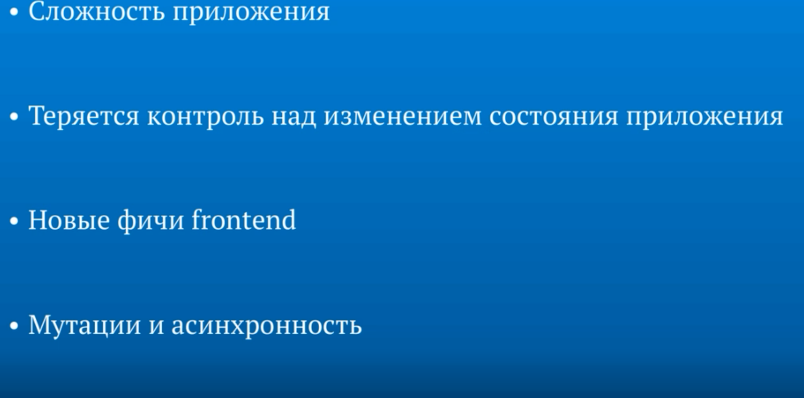 • Сложность приложения
• Теряется контроль над изменением состояния приложения
• Новые фичи frontend
• Мутации и асинхронность